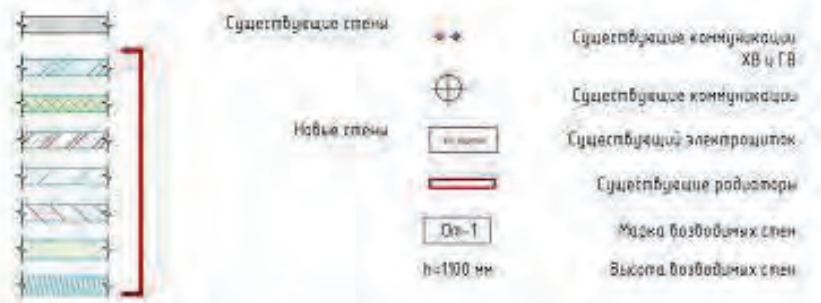 Существующие стены
Новые стены
Существующие коммуникации
ХВ и ГВ
Существующие коммуникации
Существующий электрощиток
Существующие радиаторы
От-1
Марка возводимых стен
h=1100 мм
Высота возводимых стен